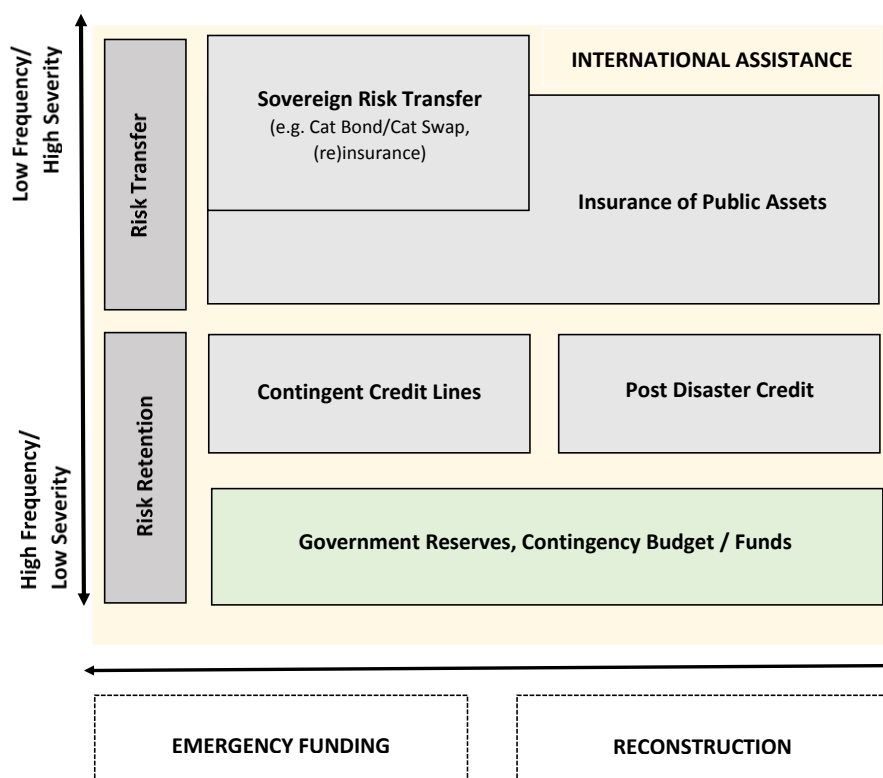 Low Frequency/
High Severity
Risk Transfer
Sovereign Risk Transfer
(e.g. Cat Bond/Cat Swap,
(re)insurance)
INTERNATIONAL ASSISTANCE
Insurance of Public Assets
High Frequency/
Low Severity
Risk Retention
Contingent Credit Lines
Post Disaster Credit
Government Reserves, Contingency Budget / Funds
EMERGENCY FUNDING
RECONSTRUCTION